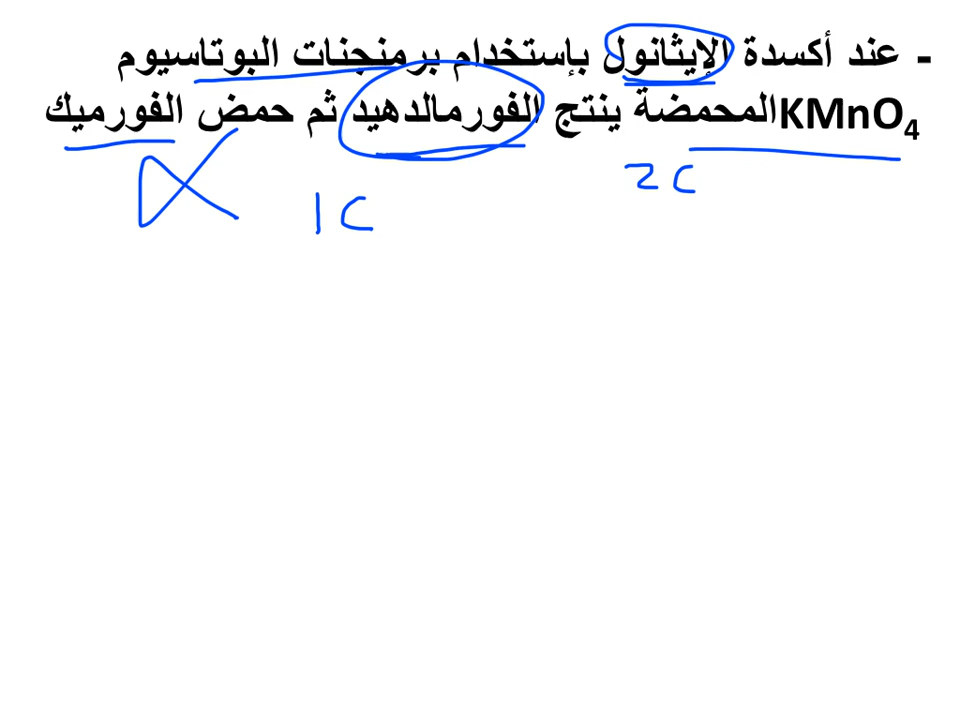 - عند أكسدة الإيثانول بإستخدام برمنجنات البوتاسيوم
KMnO4المحمضة ينتج الفورمالدهيد ثم حمض الفورميك
2C
1C